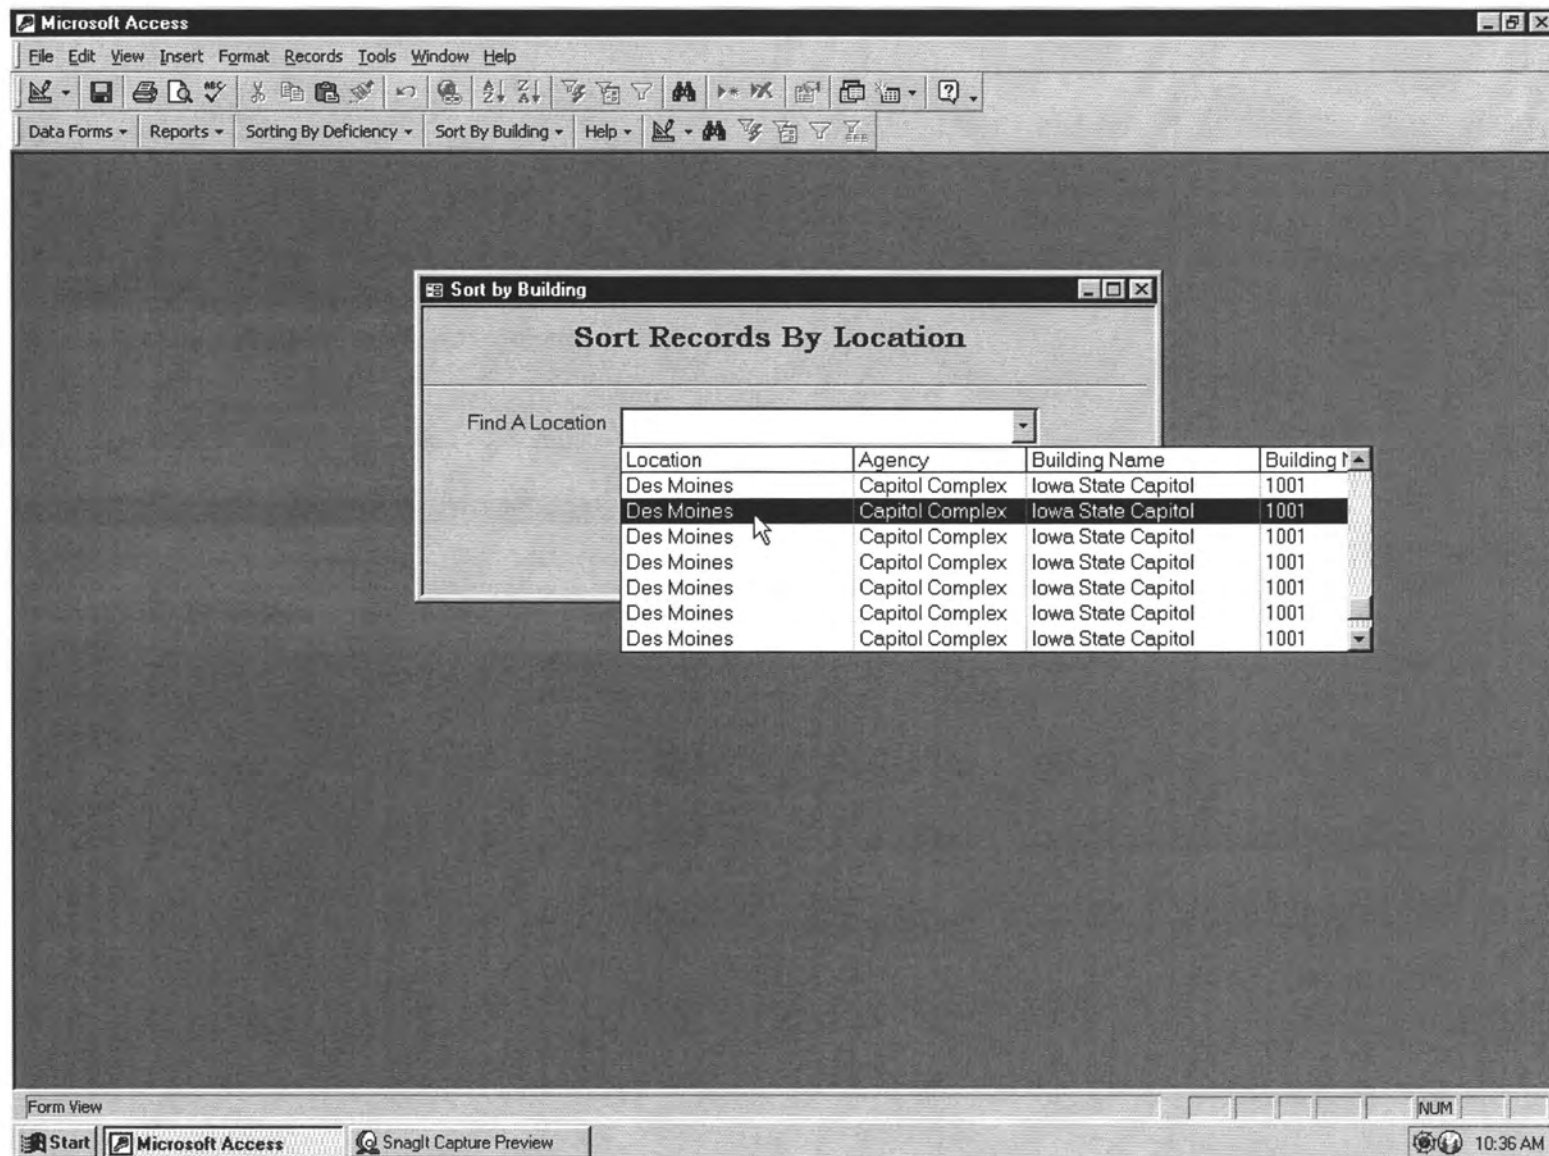 Microsoft Access
File Edit View Insert Format Records Tools Window Help
Data Forms Reports Sorting By Deficiency Sort By Building Help
Sort by Building
Sort Records By Location
Find A Location
Location Agency Building Name Building N
Des Moines Capitol Complex Iowa State Capitol 1001
Des Moines Capitol Complex Iowa State Capitol 1001
Des Moines Capitol Complex Iowa State Capitol 1001
Des Moines Capitol Complex Iowa State Capitol 1001
Des Moines Capitol Complex Iowa State Capitol 1001
Des Moines Capitol Complex Iowa State Capitol 1001
Des Moines Capitol Complex Iowa State Capitol 1001
Form View NUM
Start Microsoft Access SnagIt Capture Preview 10:36 AM